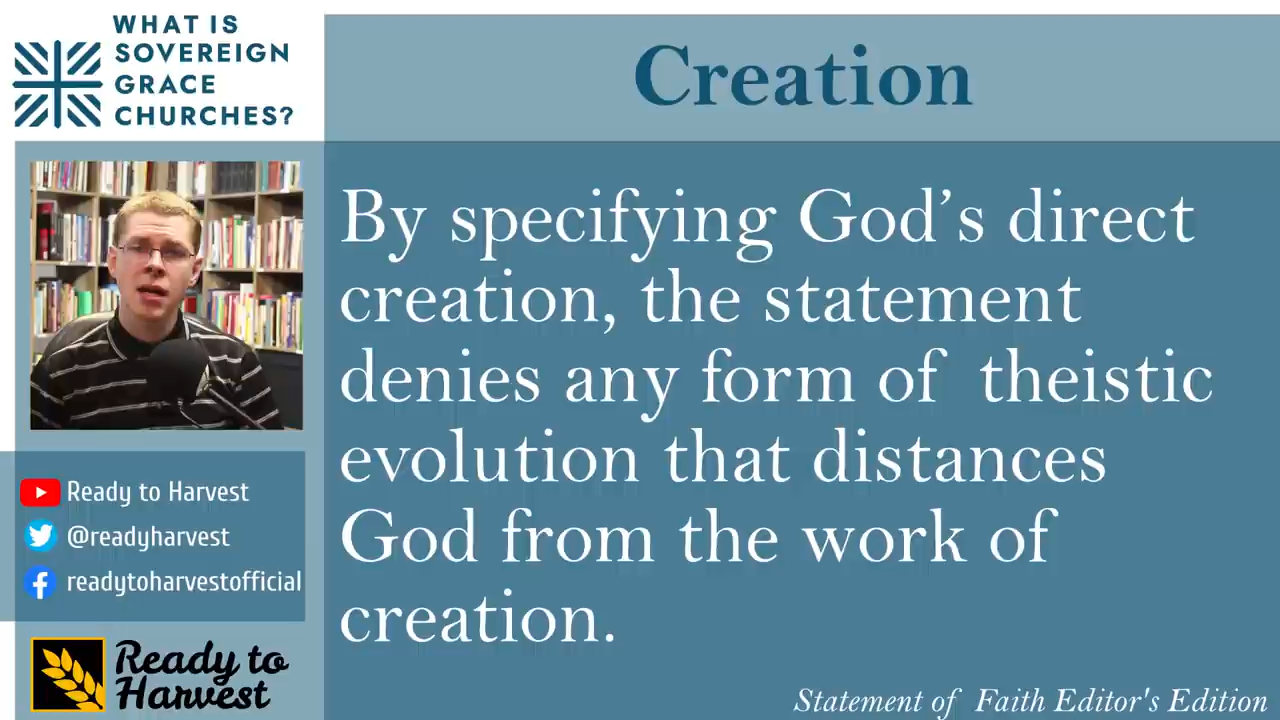 WHAT IS
SOVEREIGN
GRACE
CHURCHES?
Creation
By specifying God’s direct
creation, the statement
denies any form of theistic
evolution that distances
God from the work of
creation.
Ready to Harvest
@readyharvest
readytoharvestofficial
Ready to
Harvest
Statement of Faith Editor's Edition